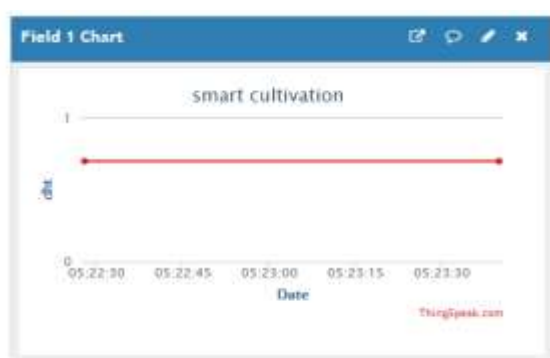 Field 1 Chart
smart cultivation
1
dht
0
05:22:30 05:22:45 05:23:00 05:23:15 05:23:30
Date
ThingSpeak.com